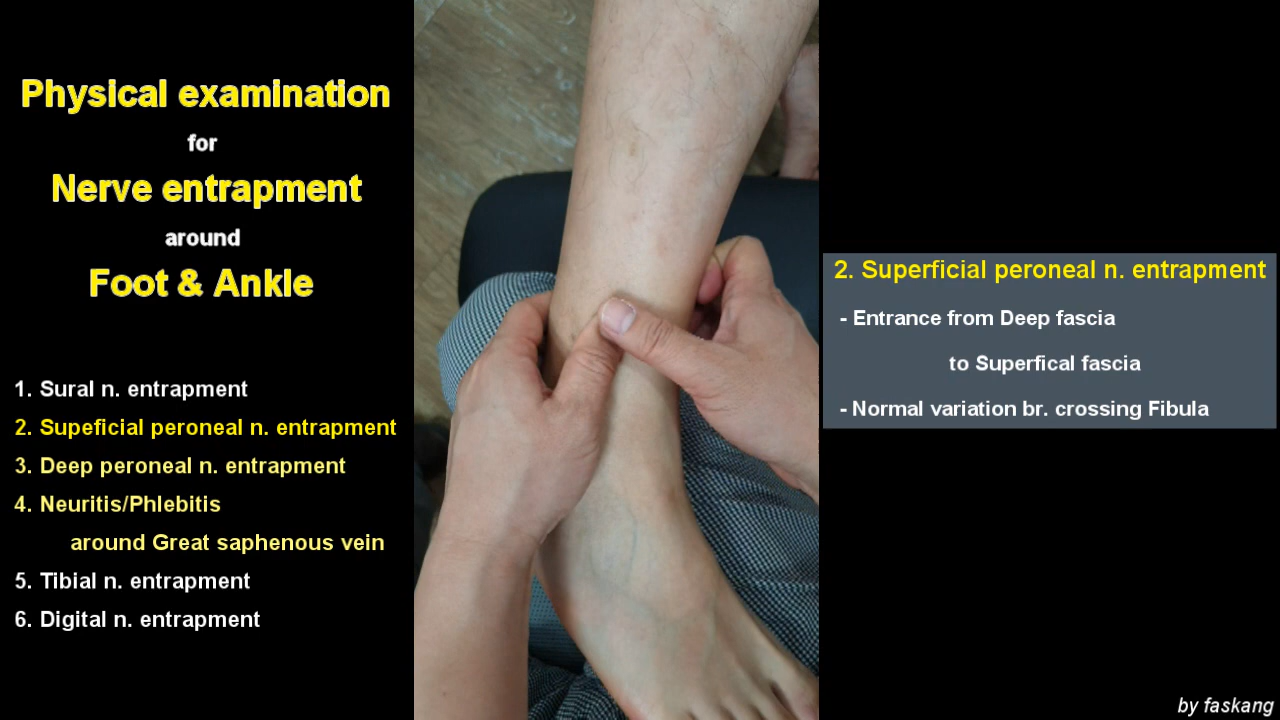 Physical examination
for
Nerve entrapment
around
Foot & Ankle
1. Sural n. entrapment
2. Supeficial peroneal n. entrapment
3. Deep peroneal n. entrapment
4. Neuritis/Phlebitis
around Great saphenous vein
5. Tibial n. entrapment
6. Digital n. entrapment
2. Superficial peroneal n. entrapment
- Entrance from Deep fascia
to Superfical fascia
- Normal variation br. crossing Fibula
by faskang